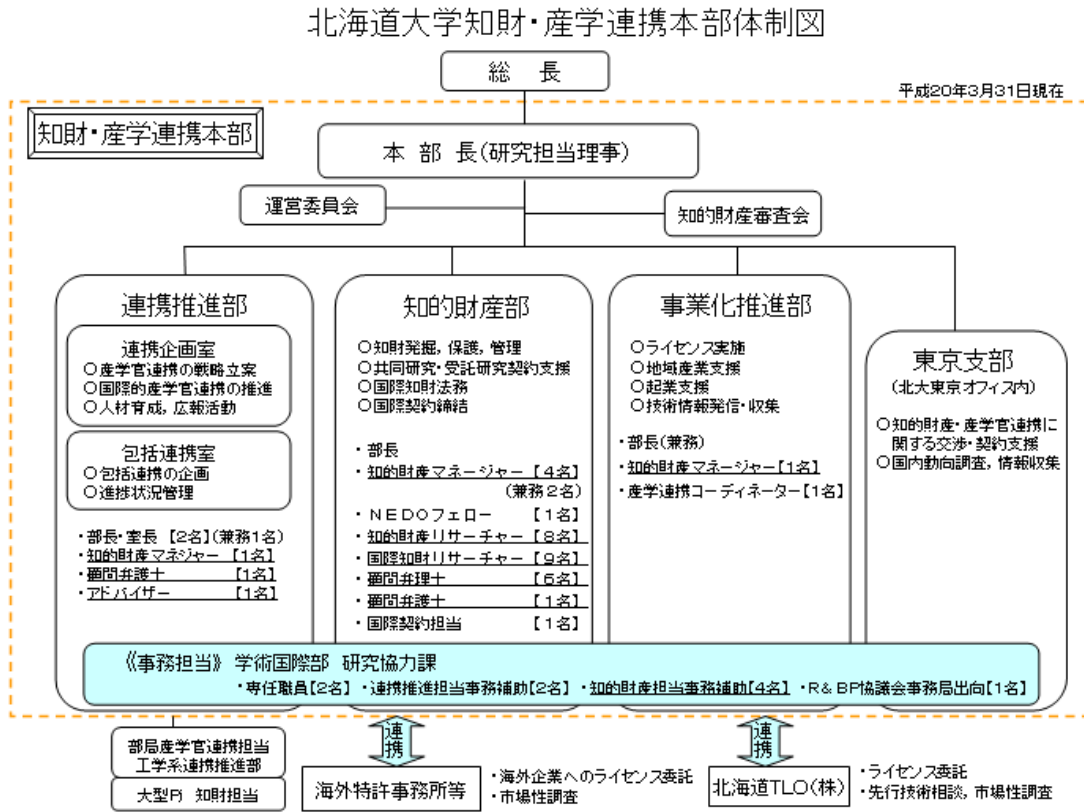 北海道大学知財・産学連携本部体制図
総 長
平成20年3月31日現在
知財・産学連携本部
本 部 長(研究担当理事)
運営委員会
知的財産審査会
連携推進部
連携企画室
○産学官連携の戦略立案
○国際的産学官連携の推進
○人材育成,広報活動
包括連携室
○包括連携の企画
○進捗状況管理
・部長・室長【2名】(兼務1名)
・知的財産マネジャー【1名】
・顧問弁護士 【1名】
・アドバイザー 【1名】
知的財産部
○知財発掘,保護,管理
○共同研究・受託研究契約支援
○国際知財法務
○国際契約締結
・部長
・知的財産マネージャー【4名】
(兼務2名)
・NEDOフェロー 【1名】
・知的財産リサーチャー【8名】
・国際知財リサーチャー【9名】
・顧問弁理士 【6名】
・顧問弁護士 【1名】
・国際契約担当 【1名】
事業化推進部
○ライセンス実施
○地域産業支援
○起業支援
○技術情報発信・収集
・部長(兼務)
・知的財産マネージャー【1名】
・産学連携コーディネーター【1名】
東京支部
(北大東京オフィス内)
○知的財産・産学官連携に
関する交渉・契約支援
○国内動向調査,情報収集
《事務担当》 学術国際部 研究協力課
・専任職員【2名】・連携推進担当事務補助【2名】・知的財産担当事務補助【4名】・R&BP協議会事務局出向【1名】
部局産学官連携担当
工学系連携推進部
大型Pj 知財担当
連携
海外特許事務所等
・海外企業へのライセンス委託
・市場性調査
連携
北海道TLO(株)
・ライセンス委託
・先行技術相談,市場性調査